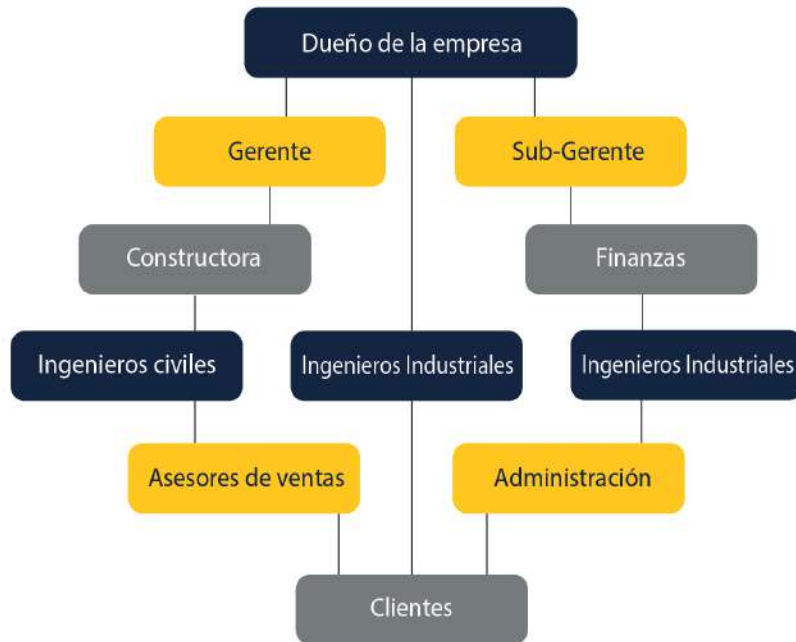 Dueño de la empresa
Gerente
Sub-Gerente
Constructora
Finanzas
Ingenieros civiles
Ingenieros Industriales
Ingenieros Industriales
Asesores de ventas
Administración
Clientes